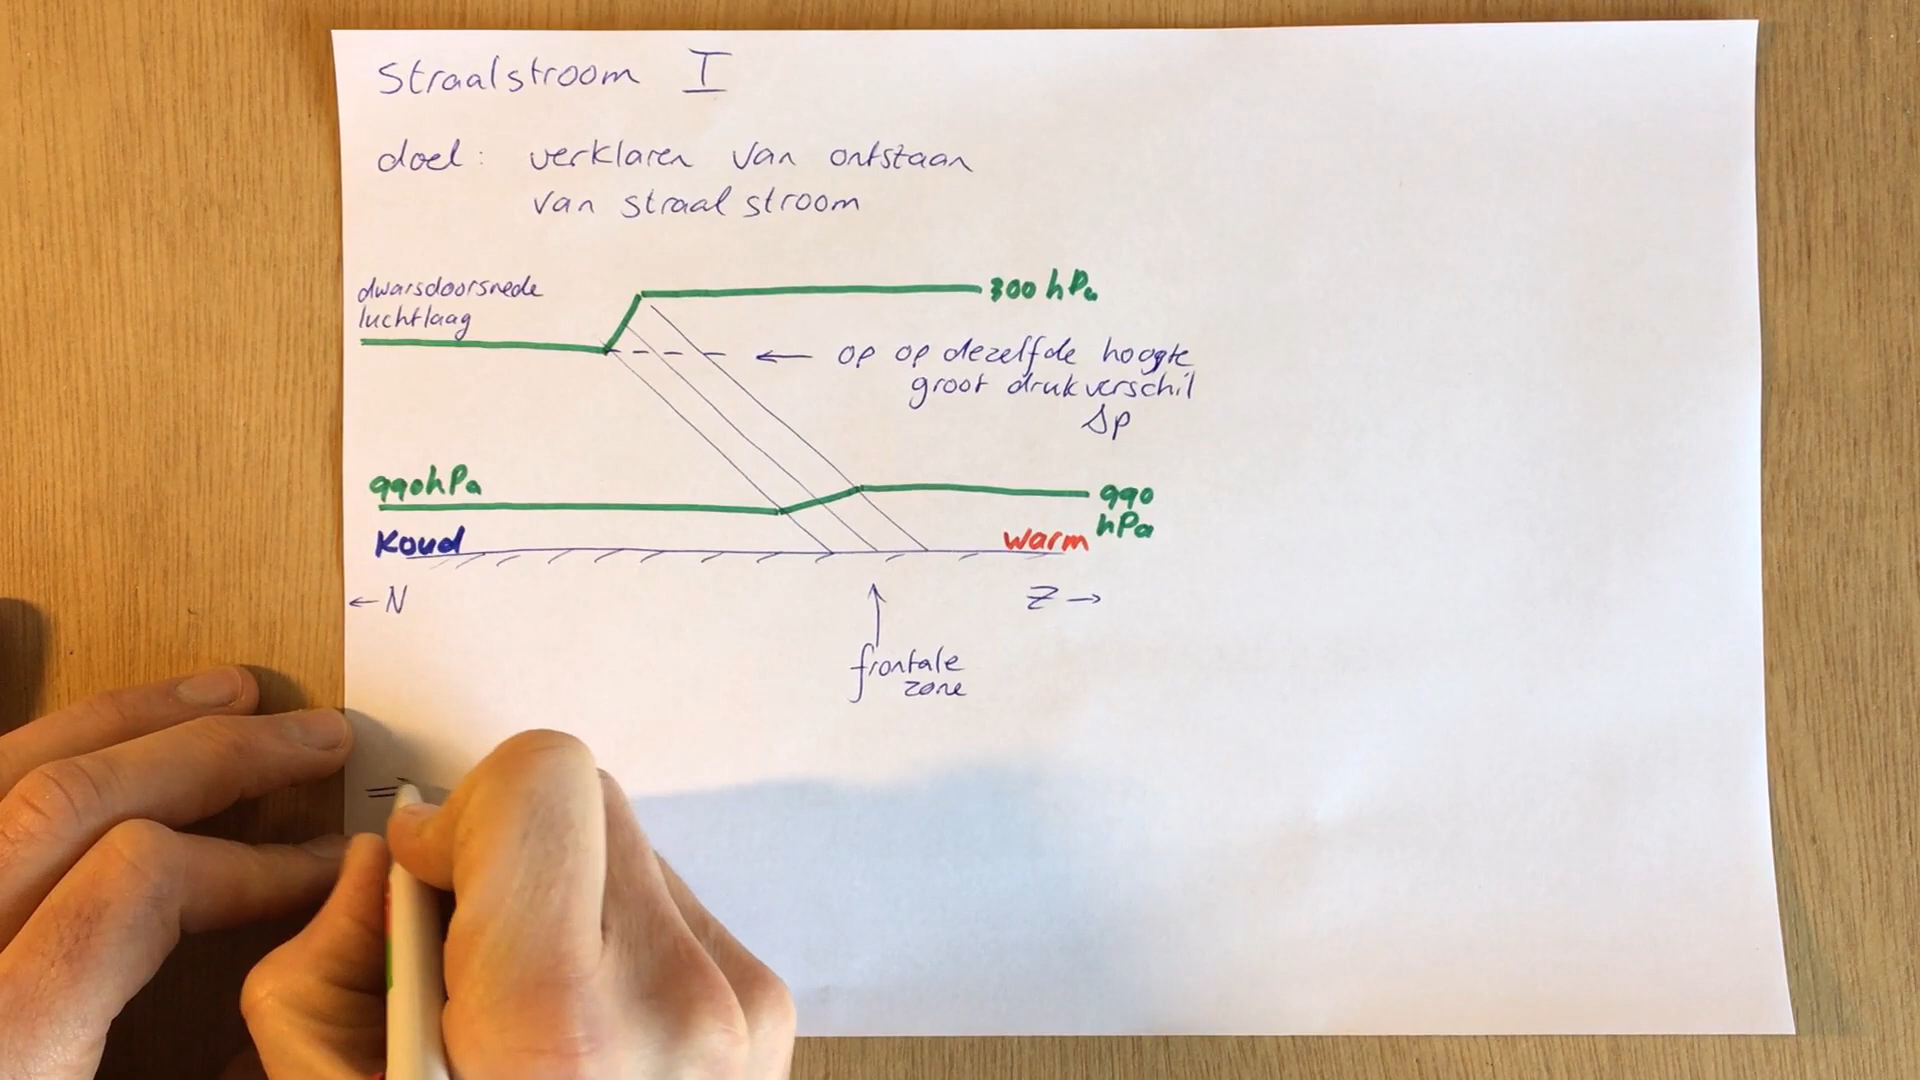 Straalstroom I
doel: verklaren van ontstaan
van straalstroom
dwarsdoorsnede
luchtlaag
300 hPa
← op op dezelfde hoogte
groot drukverschil
Δp
990hPa
990
hPa
Koud
warm
← N
Z →
frontale
zone